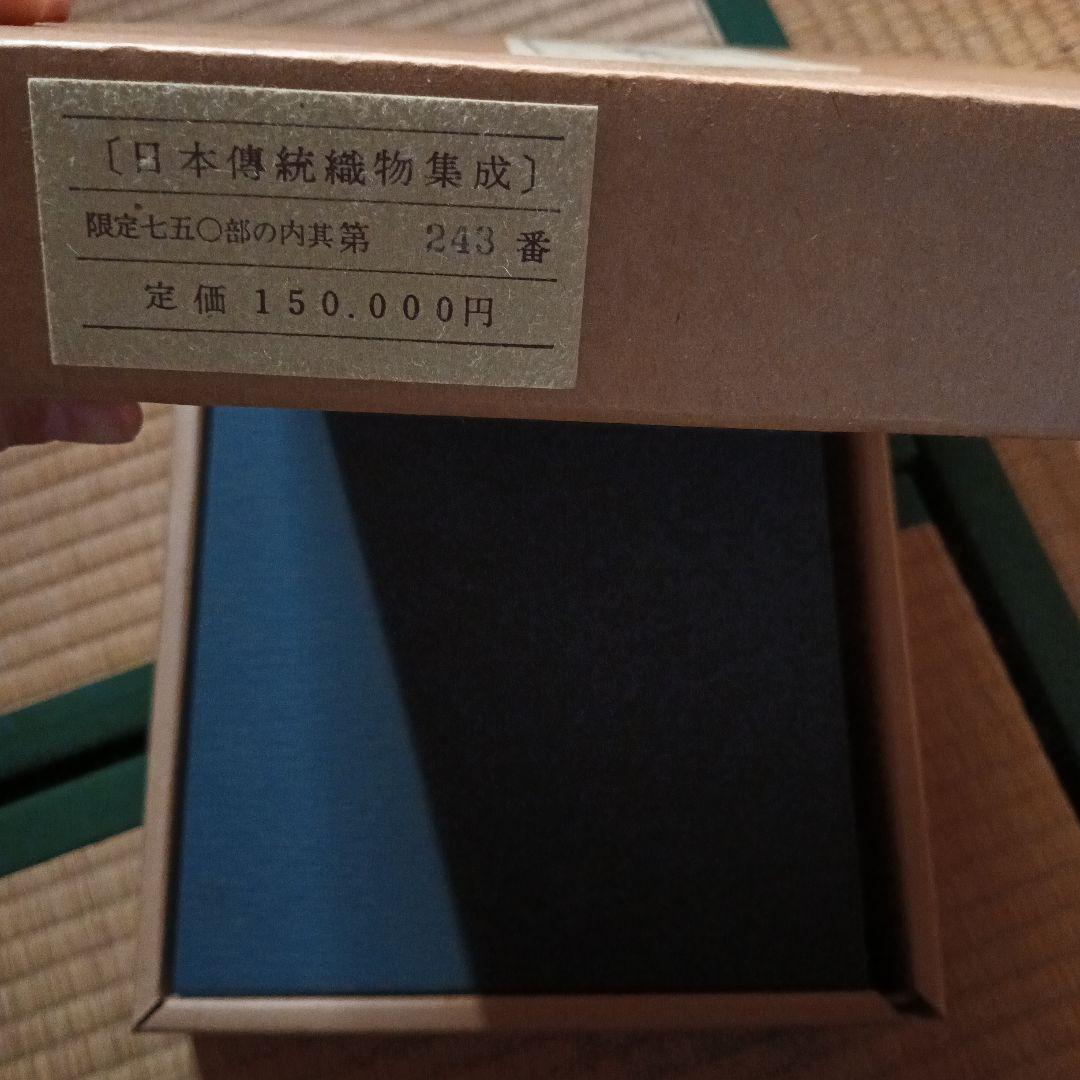 〔日本傳統織物集成〕
限定七五〇部の内其第 243 番
定価 150.000円